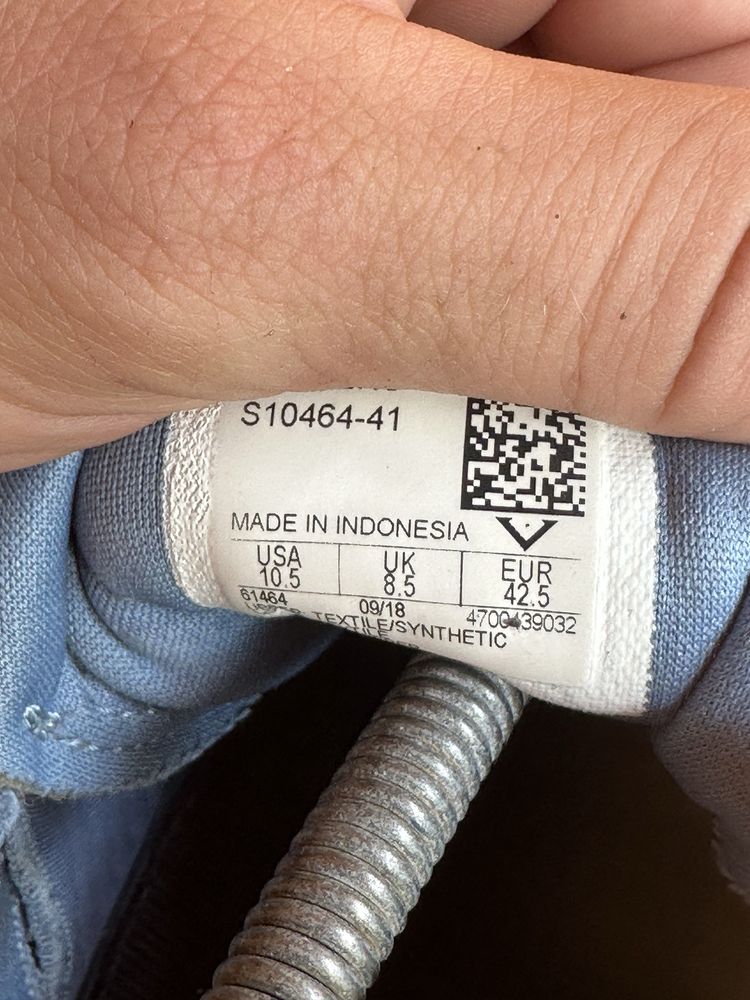 S10464-41
MADE IN INDONESIA
USA UK EUR
10.5 8.5 42.5
61464 09/18
TEXTILE/SYNTHETIC